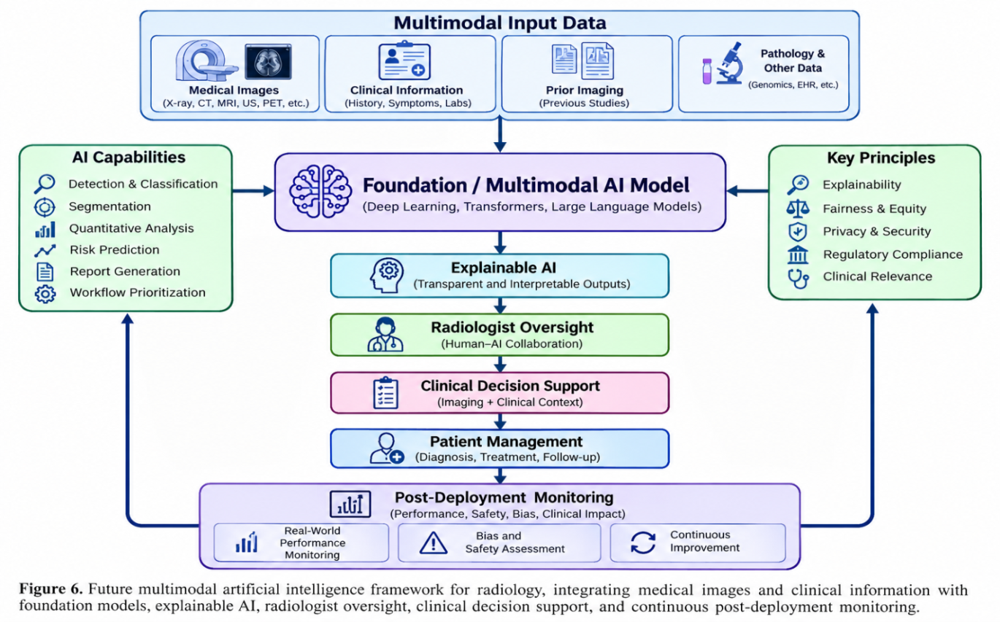 Multimodal Input Data
Medical Images
(X-ray, CT, MRI, US, PET, etc.)
Clinical Information
(History, Symptoms, Labs)
Prior Imaging
(Previous Studies)
Pathology &
Other Data
(Genomics, EHR, etc.)
AI Capabilities
Detection & Classification
Segmentation
Quantitative Analysis
Risk Prediction
Report Generation
Workflow Prioritization
Foundation / Multimodal AI Model
(Deep Learning, Transformers, Large Language Models)
Key Principles
Explainability
Fairness & Equity
Privacy & Security
Regulatory Compliance
Clinical Relevance
Explainable AI
(Transparent and Interpretable Outputs)
Radiologist Oversight
(Human–AI Collaboration)
Clinical Decision Support
(Imaging + Clinical Context)
Patient Management
(Diagnosis, Treatment, Follow-up)
Post-Deployment Monitoring
(Performance, Safety, Bias, Clinical Impact)
Real-World
Performance
Monitoring
Bias and
Safety Assessment
Continuous
Improvement
Figure 6. Future multimodal artificial intelligence framework for radiology, integrating medical images and clinical information with
foundation models, explainable AI, radiologist oversight, clinical decision support, and continuous post-deployment monitoring.